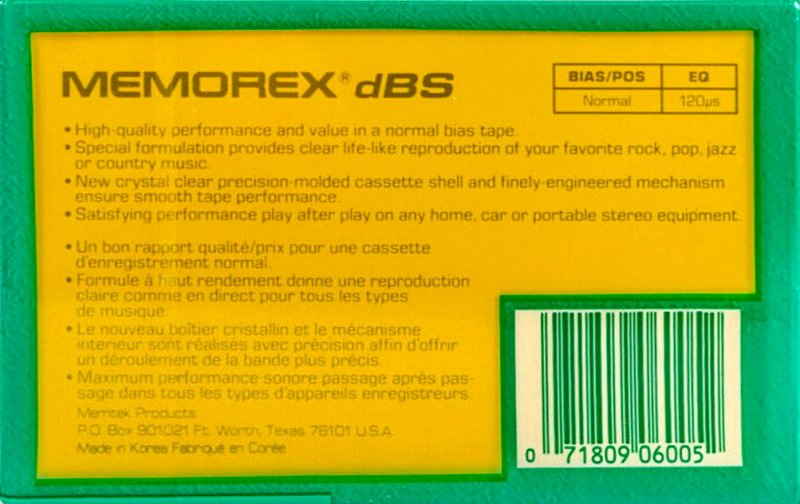 MEMOREX® dBS
BIAS/POS EQ
Normal 120µs
• High-quality performance and value in a normal bias tape.
• Special formulation provides clear life-like reproduction of your favorite rock, pop, jazz
or country music.
• New crystal clear precision-molded cassette shell and finely-engineered mechanism
ensure smooth tape performance.
• Satisfying performance play after play on any home, car or portable stereo equipment.
• Un bon rapport qualité/prix pour une cassette
d'enregistrement normal.
• Formule à haut rendement donne une reproduction
claire comme en direct pour tous les types
de musique.
• Le nouveau boîtier cristallin et le mécanisme
interieur sont réalisés avec précision affin d'offrir
un déroulement de la bande plus précis.
• Maximum performance sonore passage après pas-
sage dans tous les types d'appareils enregistreurs.
Memtek Products
P.O. Box 901021 Ft. Worth, Texas 76101 U.S.A.
Made in Korea Fabriqué en Corée
0 71809 06005